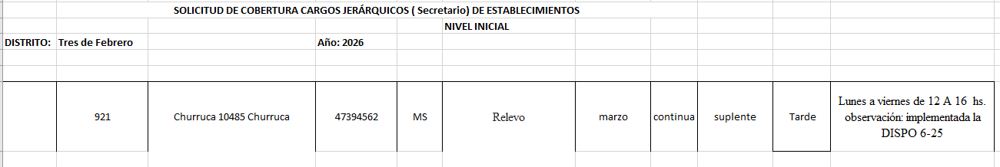 SOLICITUD DE COBERTURA CARGOS JERÁRQUICOS ( Secretario) DE ESTABLECIMIENTOS
NIVEL INICIAL
DISTRITO: Tres de Febrero Año: 2026
921 Churruca 10485 Churruca 47394562 MS Relevo marzo continua suplente Tarde
Lunes a viernes de 12 A 16 hs.
observación: implementada la
DISPO 6-25